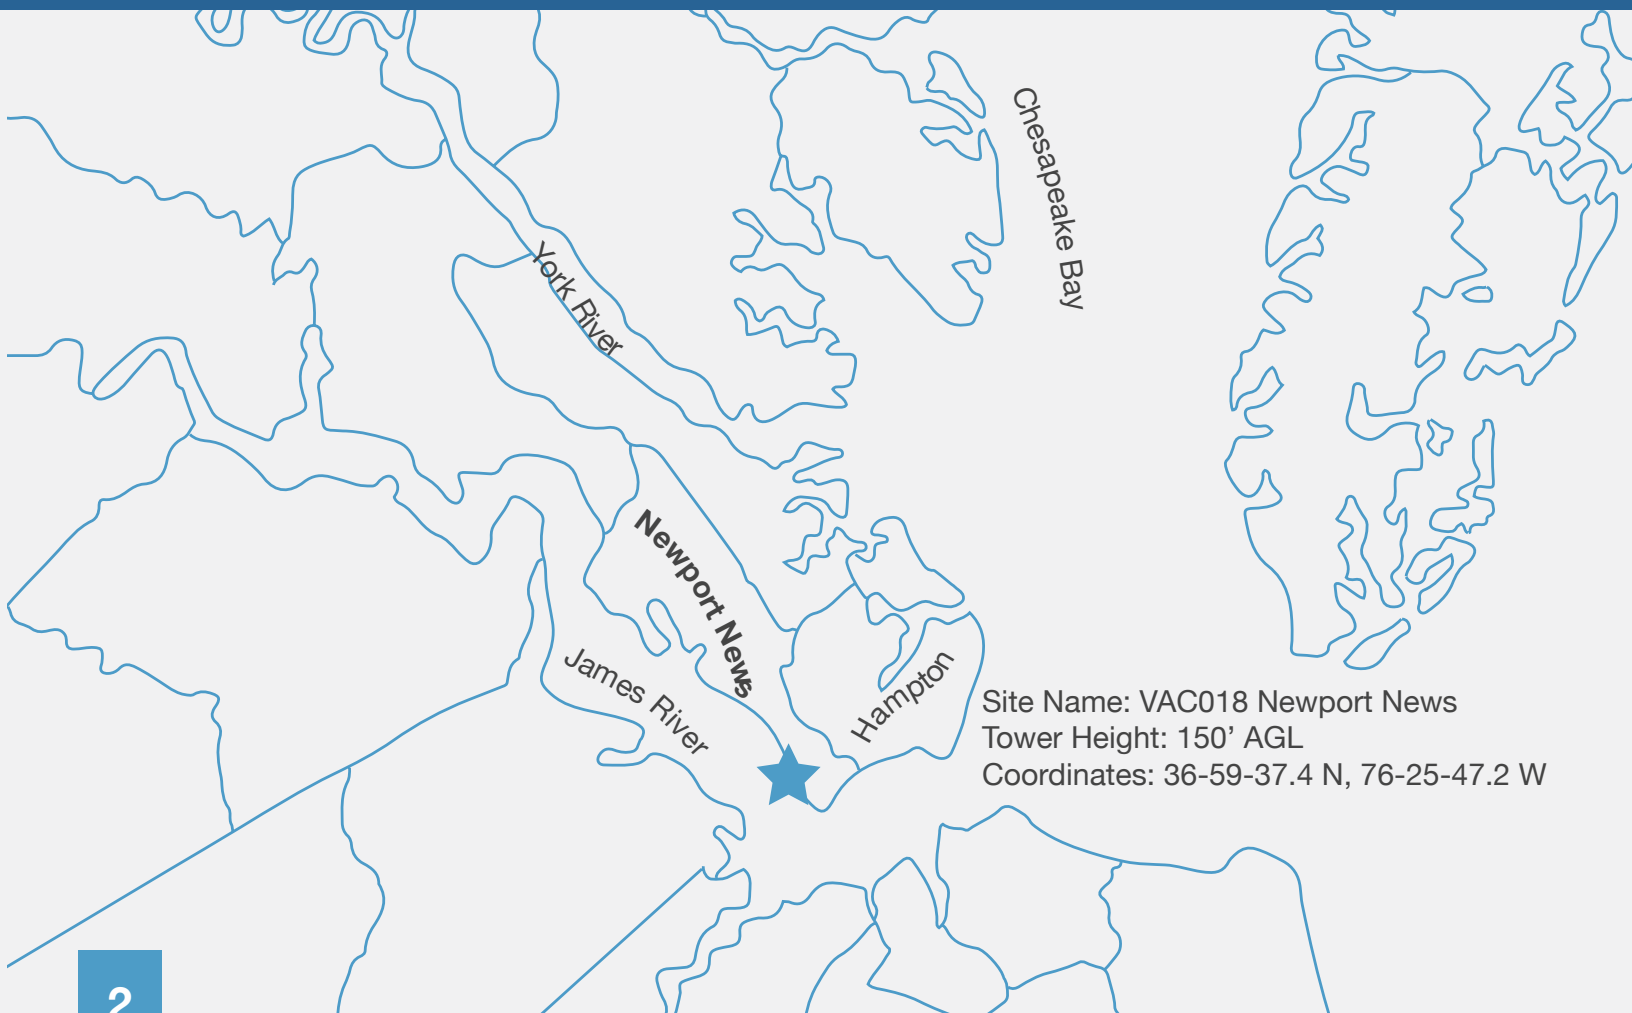 Chesapeake Bay
York River
Newport News
James River
Hampton
Site Name: VAC018 Newport News
Tower Height: 150’ AGL
Coordinates: 36-59-37.4 N, 76-25-47.2 W
2